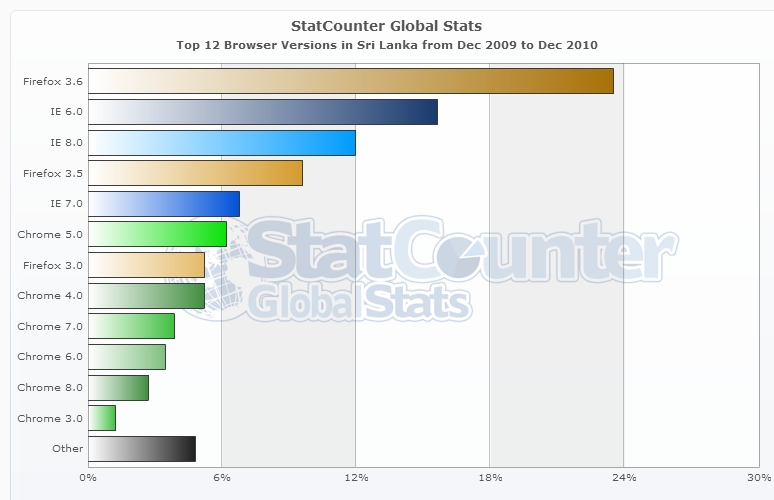 StatCounter Global Stats
Top 12 Browser Versions in Sri Lanka from Dec 2009 to Dec 2010
Firefox 3.6
IE 6.0
IE 8.0
Firefox 3.5
IE 7.0
Chrome 5.0
Firefox 3.0
Chrome 4.0
Chrome 7.0
Chrome 6.0
Chrome 8.0
Chrome 3.0
Other
StatCounter
GlobalStats
0% 6% 12% 18% 24% 30%